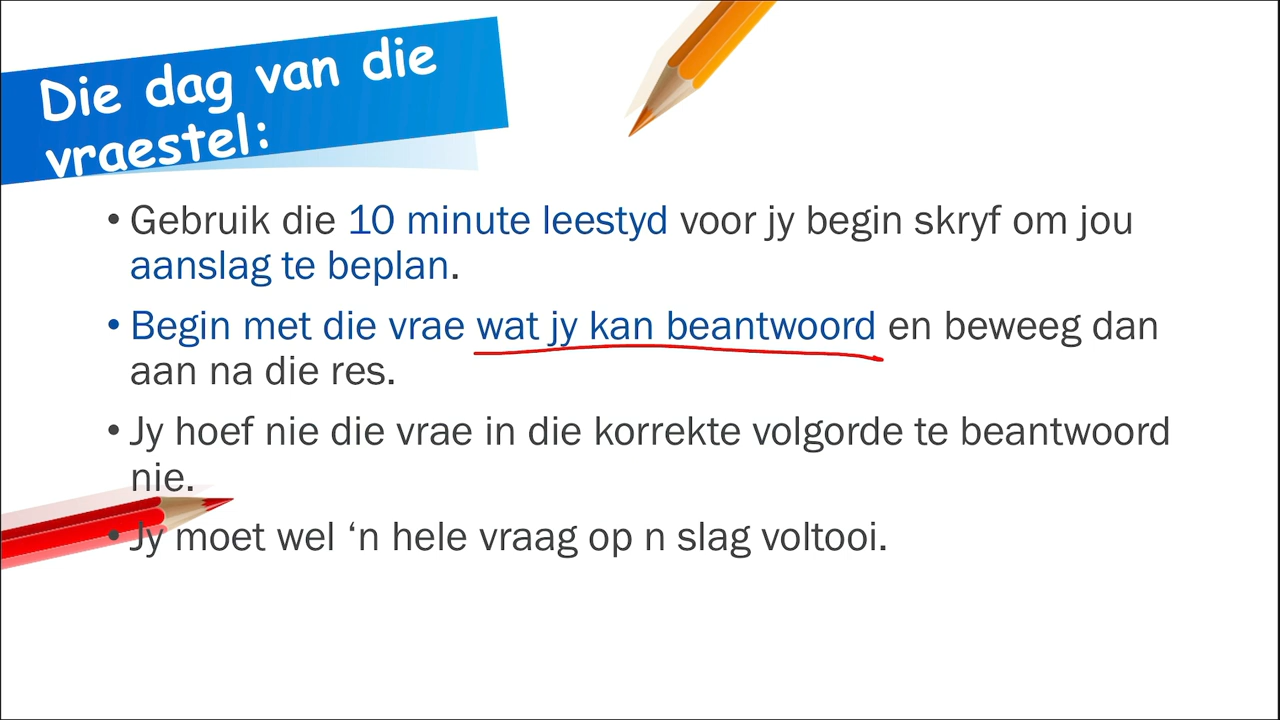 Die dag van die
vraestel:
• Gebruik die 10 minute leestyd voor jy begin skryf om jou
aanslag te beplan.
• Begin met die vrae wat jy kan beantwoord en beweeg dan
aan na die res.
• Jy hoef nie die vrae in die korrekte volgorde te beantwoord
nie.
• Jy moet wel ‘n hele vraag op n slag voltooi.